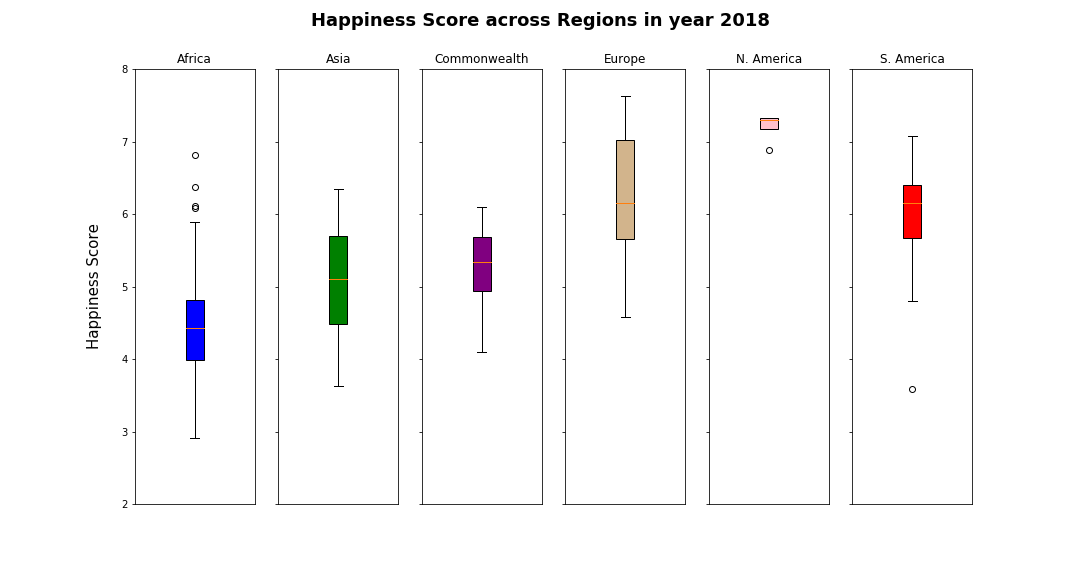 Happiness Score across Regions in year 2018
Africa
Asia
Commonwealth
Europe
N. America
S. America
Happiness Score
8
7
6
5
4
3
2